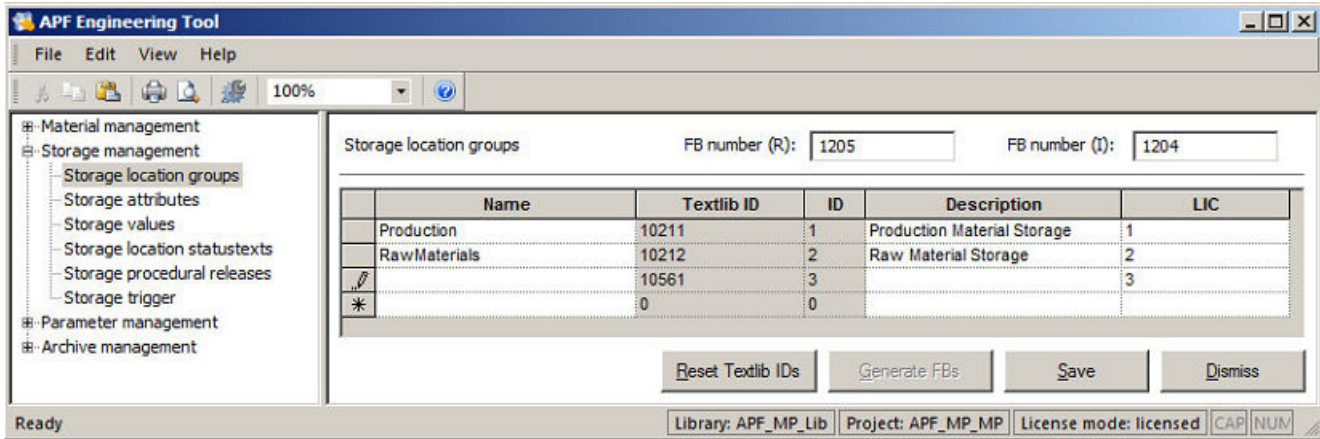 APF Engineering Tool
File Edit View Help
100%
Material management
Storage management
Storage location groups
Storage attributes
Storage values
Storage location statustexts
Storage procedural releases
Storage trigger
Parameter management
Archive management
Storage location groups FB number (R): 1205 FB number (I): 1204
Name Textlib ID ID Description LIC
Production 10211 1 Production Material Storage 1
RawMaterials 10212 2 Raw Material Storage 2
10561 3 3
0 0
Reset Textlib IDs Generate FBs Save Dismiss
Ready Library: APF_MP_Lib Project: APF_MP_MP License mode: licensed CAP NUM